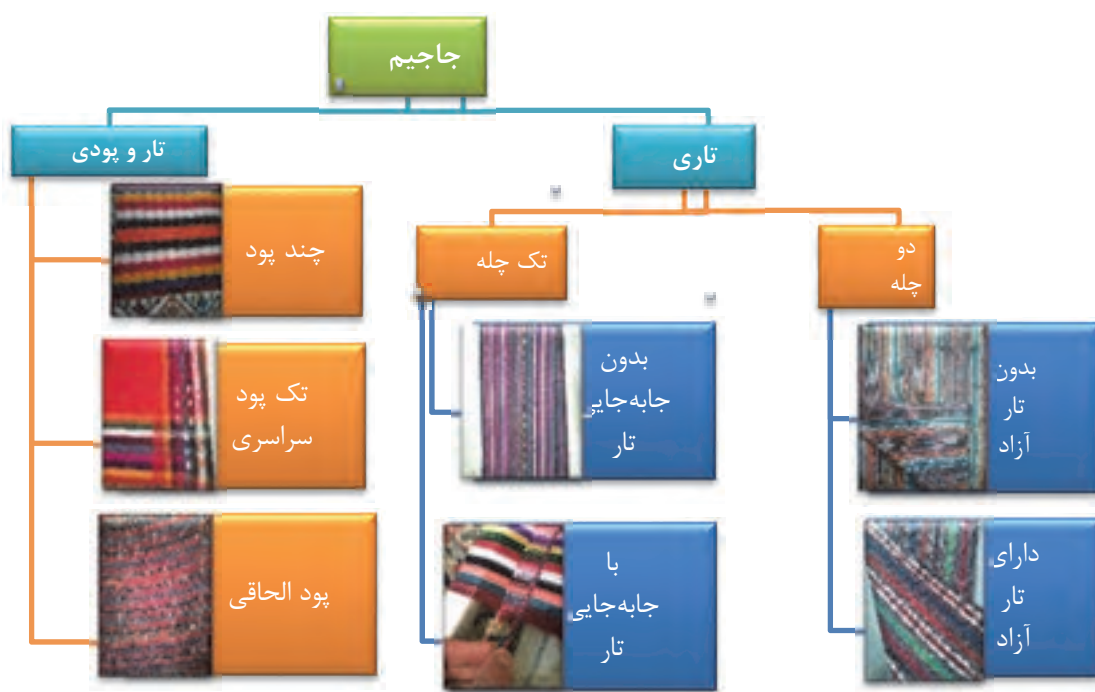 جاجیم
تاری
تار و پودی
دو
چله
بدون
تار
آزاد
دارای
تار
آزاد
تک چله
بدون
جابه‌جایی
تار
با
جابه‌جایی
تار
چند پود
تک پود
سراسری
پود الحاقی